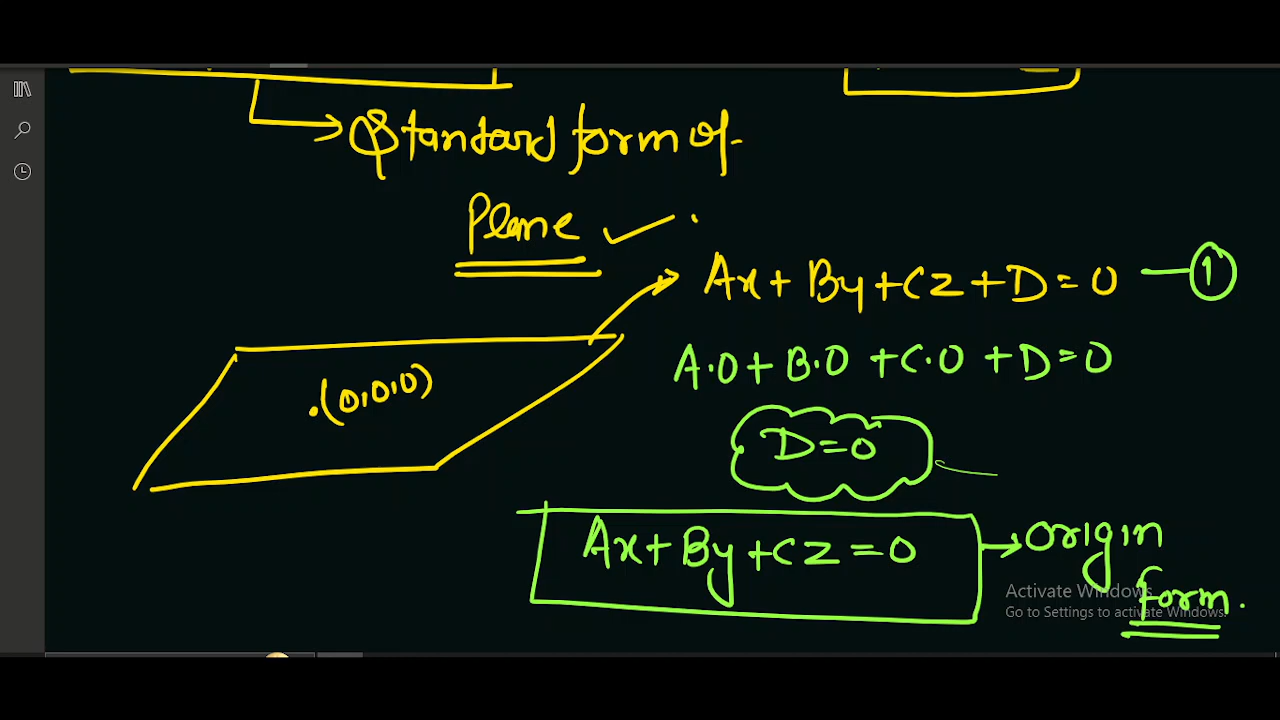 Standard form of
Plane
Ax + By + Cz + D = 0 — 1
.(0,0,0)
A.0 + B.0 + C.0 + D = 0
D = 0
Ax + By + Cz = 0 → origin
form.
Activate Windows
Go to Settings to activate Windows.